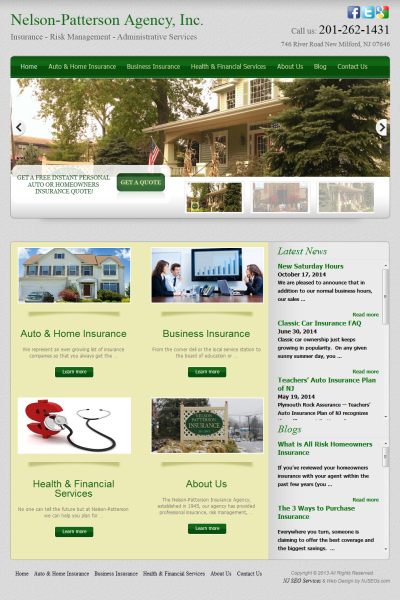 Nelson-Patterson Agency, Inc.
Insurance - Risk Management - Administrative Services
Call us: 201-262-1431
746 River Road New Milford, NJ 07646
Home
Auto & Home Insurance
Business Insurance
Health & Financial Services
About Us
Blog
Contact Us
GET A FREE INSTANT PERSONAL
AUTO OR HOMEOWNERS
INSURANCE QUOTE!
GET A QUOTE
Auto & Home Insurance
We represent an ever growing list of insurance
companies so that you always get the ...
Learn more
Business Insurance
From the corner deli or the local service station to
the board of education or ...
Learn more
NELSON
PATTERSON
INSURANCE
Health & Financial
Services
No one can tell the future but at Nelson-Patterson
we can help you plan for ...
Learn more
About Us
The Nelson-Patterson Insurance Agency,
established in 1943, our agency has provided
professional insurance, risk management, ...
Learn more
Latest News
New Saturday Hours
October 17, 2014
We are pleased to announce that in
addition to our normal business hours,
our sales ...
Read more
Classic Car Insurance FAQ
June 30, 2014
Classic car ownership just keeps
growing in popularity. On any given
sunny summer day, you ...
Read more
Teachers' Auto Insurance Plan
of NJ
May 19, 2014
Plymouth Rock Assurance — Teachers'
Auto Insurance Plan of NJ recognizes
Blogs
What is All Risk Homeowners
Insurance
If you've reviewed your homeowners
insurance with your agent within the
past few years (you ...
Read more
The 3 Ways to Purchase
Insurance
Everywhere you turn, someone is
claiming to offer the best coverage and
the biggest savings. ...
Home
Auto & Home Insurance
Business Insurance
Health & Financial Services
About Us
Contact Us
Copyright © 2013 All Rights Reserved.
NJ SEO Services & Web Design by NJSEOs.com